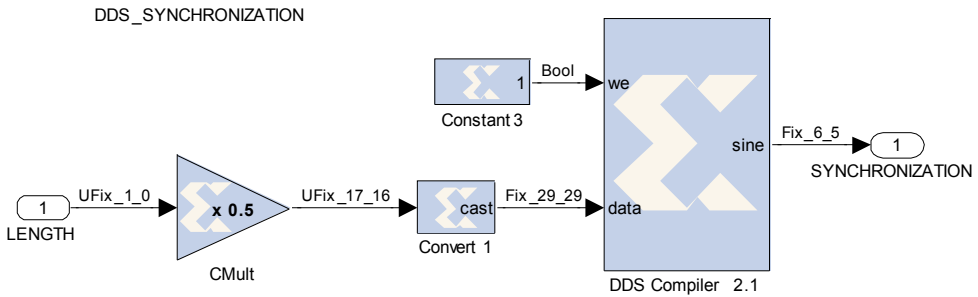 DDS_SYNCHRONIZATION
1
Bool
we
Constant 3
sine
Fix_6_5
1
SYNCHRONIZATION
1
UFix_1_0
x 0.5
UFix_17_16
cast
Fix_29_29
data
LENGTH
Convert 1
CMult
DDS Compiler 2.1